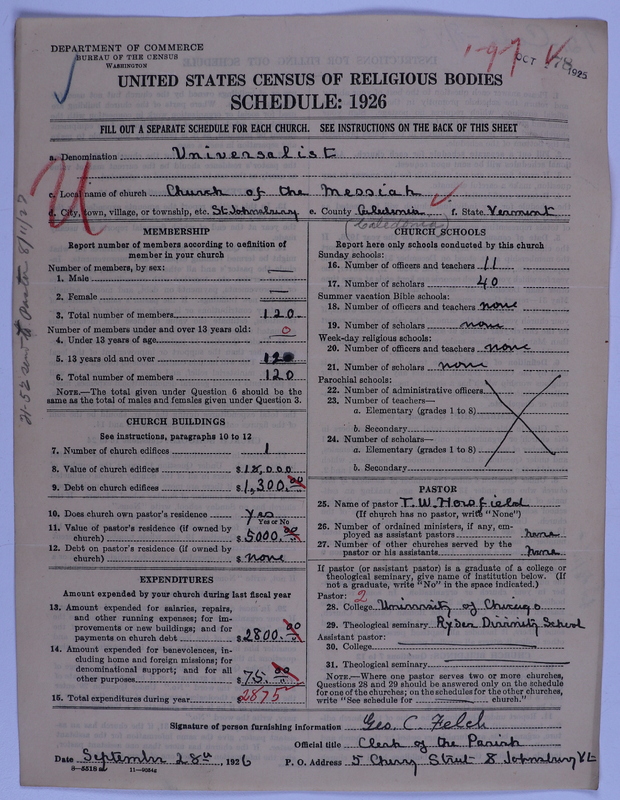 DEPARTMENT OF COMMERCE
BUREAU OF THE CENSUS
WASHINGTON
OCT 1925
UNITED STATES CENSUS OF RELIGIOUS BODIES
SCHEDULE: 1926
FILL OUT A SEPARATE SCHEDULE FOR EACH CHURCH. SEE INSTRUCTIONS ON THE BACK OF THIS SHEET
a. Denomination Universalist
c. Local name of church Church of the Messiah
d. City, town, village, or township, etc. St Johnsbury e. County Caledonia f. State Vermont
(Caledonia)
MEMBERSHIP
Report number of members according to definition of
member in your church
Number of members, by sex:
1. Male —
2. Female —
3. Total number of members 120
Number of members under and over 13 years old:
4. Under 13 years of age 0
5. 13 years old and over 120
6. Total number of members 120
NOTE.—The total given under Question 6 should be the
same as the total of males and females given under Question 3.
CHURCH BUILDINGS
See instructions, paragraphs 10 to 12
7. Number of church edifices 1
8. Value of church edifices $18,000
9. Debt on church edifices $1,300.00
10. Does church own pastor's residence? Yes
Yes or No
11. Value of pastor's residence (if owned by
church) $5000.00
12. Debt on pastor's residence (if owned by
church) $none
EXPENDITURES
Amount expended by your church during last fiscal year
13. Amount expended for salaries, repairs,
and other running expenses; for im-
provements or new buildings; and for
payments on church debt $2800.00
14. Amount expended for benevolences, in-
cluding home and foreign missions; for
denominational support; and for all
other purposes $75.00
15. Total expenditures during year $2875
CHURCH SCHOOLS
Report here only schools conducted by this church
Sunday schools:
16. Number of officers and teachers 11
17. Number of scholars 40
Summer vacation Bible schools:
18. Number of officers and teachers none
19. Number of scholars none
Week-day religious schools:
20. Number of officers and teachers none
21. Number of scholars none
Parochial schools:
22. Number of administrative officers
23. Number of teachers—
a. Elementary (grades 1 to 8)
b. Secondary
24. Number of scholars—
a. Elementary (grades 1 to 8)
b. Secondary
PASTOR
25. Name of pastor T. W. Horsfield
(If church has no pastor, write "None")
26. Number of ordained ministers, if any, em-
ployed as assistant pastors none
27. Number of other churches served by the
pastor or his assistants none
If pastor (or assistant pastor) is a graduate of a college or
theological seminary, give name of institution below. (If
not a graduate, write "No" in the space indicated.)
Pastor: 2
28. College University of Chicago
29. Theological seminary Ryder Divinity School
Assistant pastor:
30. College
31. Theological seminary
NOTE.—Where one pastor serves two or more churches,
Questions 28 and 29 should be answered only on the schedule
for one of the churches; on the schedules for the other churches,
write "See schedule for church."
Signature of person furnishing information Geo. C. Felch
Official title Clerk of the Parish
Date September 28th, 1926 P. O. Address 5 Cherry Street St Johnsbury Vt
8-5518a 11-9034a